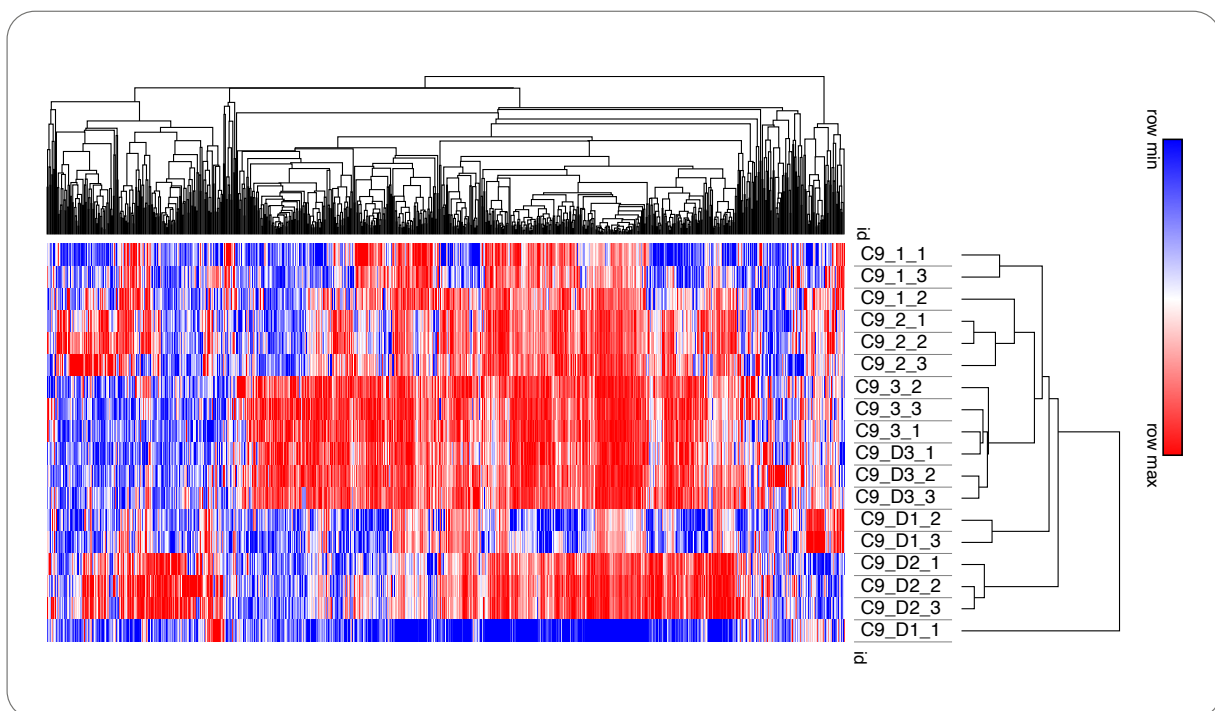 id
C9_1_1
C9_1_3
C9_1_2
C9_2_1
C9_2_2
C9_2_3
C9_3_2
C9_3_3
C9_3_1
C9_D3_1
C9_D3_2
C9_D3_3
C9_D1_2
C9_D1_3
C9_D2_1
C9_D2_2
C9_D2_3
C9_D1_1
id
row min
row max